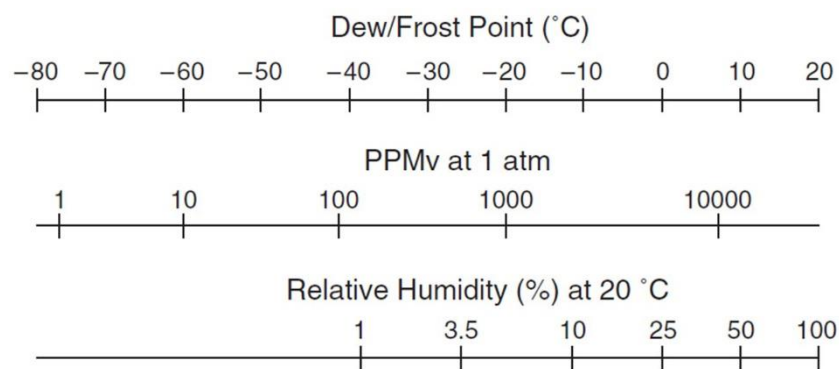 Dew/Frost Point (˚C)
−80 −70 −60 −50 −40 −30 −20 −10 0 10 20
PPMv at 1 atm
1 10 100 1000 10000
Relative Humidity (%) at 20 ˚C
1 3.5 10 25 50 100